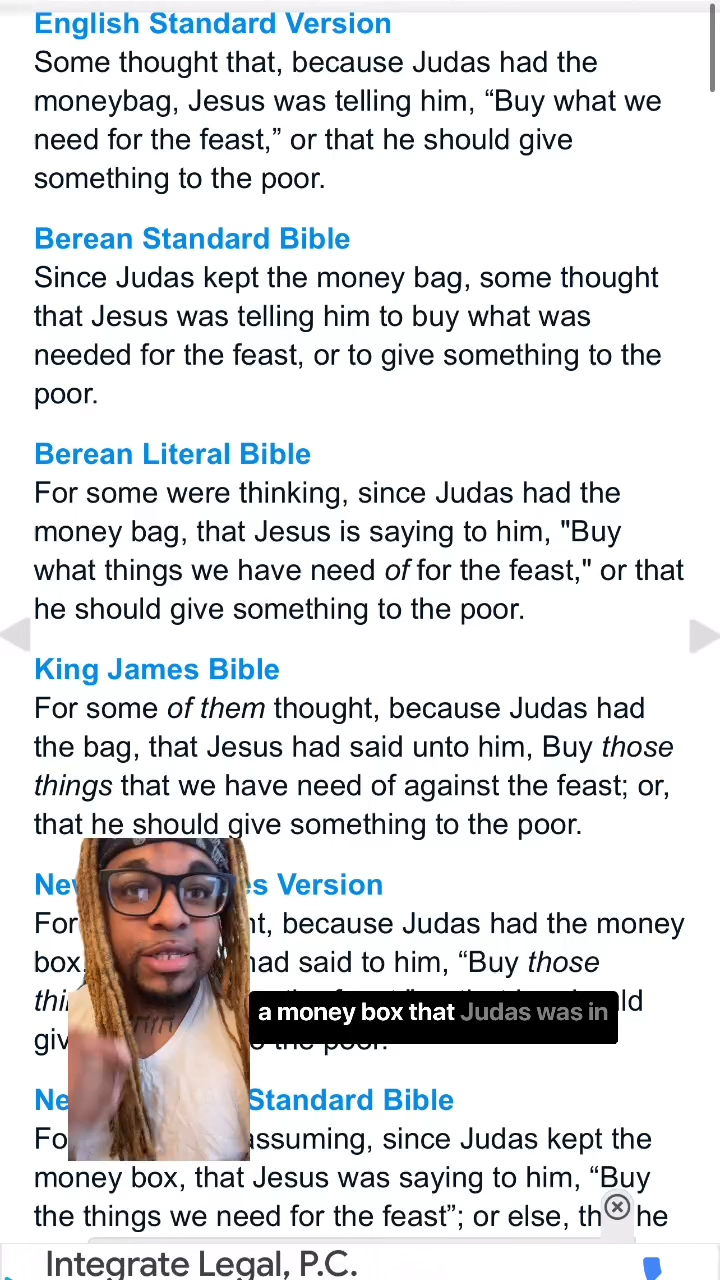 English Standard Version
Some thought that, because Judas had the
moneybag, Jesus was telling him, “Buy what we
need for the feast,” or that he should give
something to the poor.
Berean Standard Bible
Since Judas kept the money bag, some thought
that Jesus was telling him to buy what was
needed for the feast, or to give something to the
poor.
Berean Literal Bible
For some were thinking, since Judas had the
money bag, that Jesus is saying to him, "Buy
what things we have need of for the feast," or that
he should give something to the poor.
King James Bible
For some of them thought, because Judas had
the bag, that Jesus had said unto him, Buy those
things that we have need of against the feast; or,
that he should give something to the poor.
Version
For because Judas had the money
box had said to him, “Buy those
a money box that Judas was in
the poor.
Standard Bible
assuming, since Judas kept the
money box, that Jesus was saying to him, “Buy
the things we need for the feast”; or else, he
Integrate Legal, P.C.